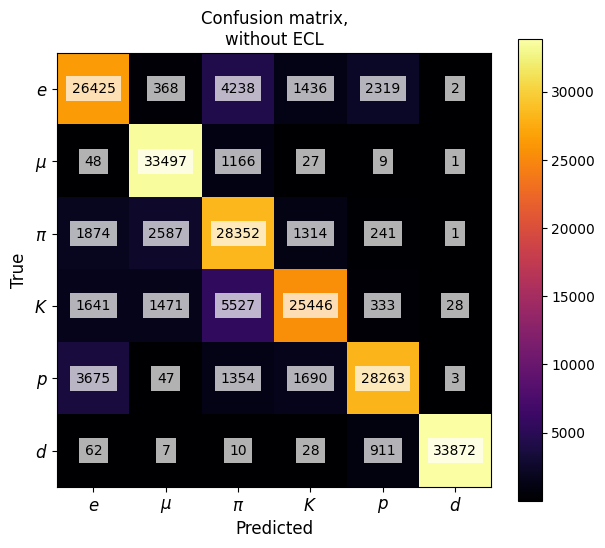 Confusion matrix,
without ECL
e 26425 368 4238 1436 2319 2
μ 48 33497 1166 27 9 1
π 1874 2587 28352 1314 241 1
K 1641 1471 5527 25446 333 28
p 3675 47 1354 1690 28263 3
d 62 7 10 28 911 33872
e μ π K p d
Predicted
True
30000
25000
20000
15000
10000
5000